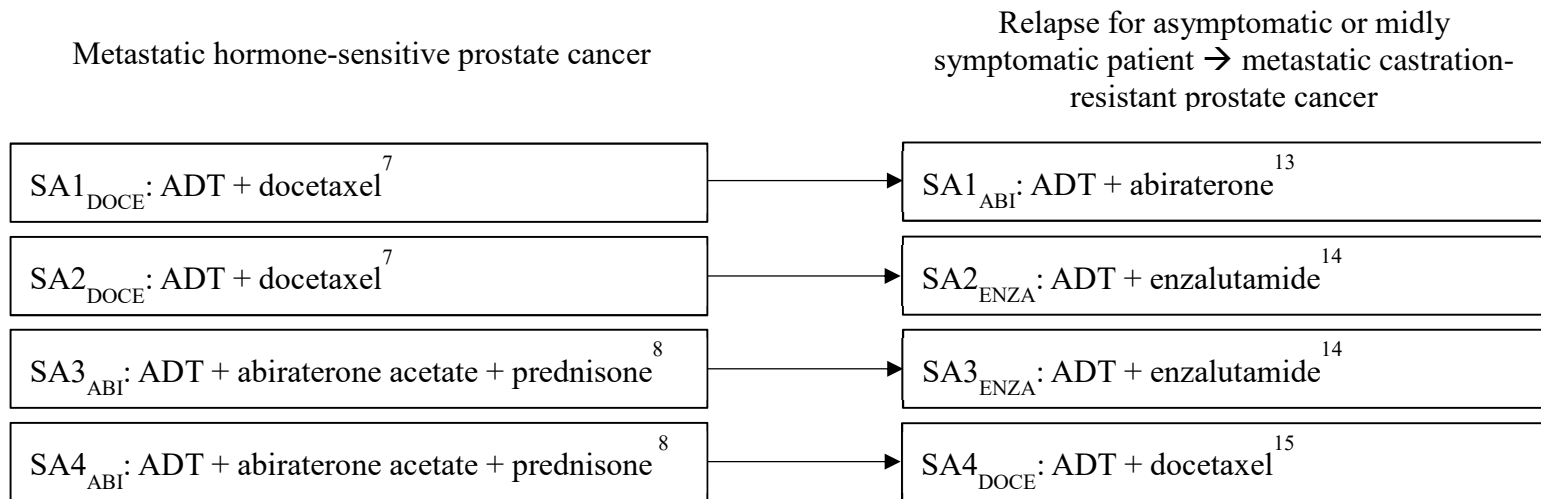 Metastatic hormone-sensitive prostate cancer
Relapse for asymptomatic or midly
symptomatic patient → metastatic castration-
resistant prostate cancer
SA1DOCE: ADT + docetaxel7
SA1ABI: ADT + abiraterone13
SA2DOCE: ADT + docetaxel7
SA2ENZA: ADT + enzalutamide14
SA3ABI: ADT + abiraterone acetate + prednisone8
SA3ENZA: ADT + enzalutamide14
SA4ABI: ADT + abiraterone acetate + prednisone8
SA4DOCE: ADT + docetaxel15